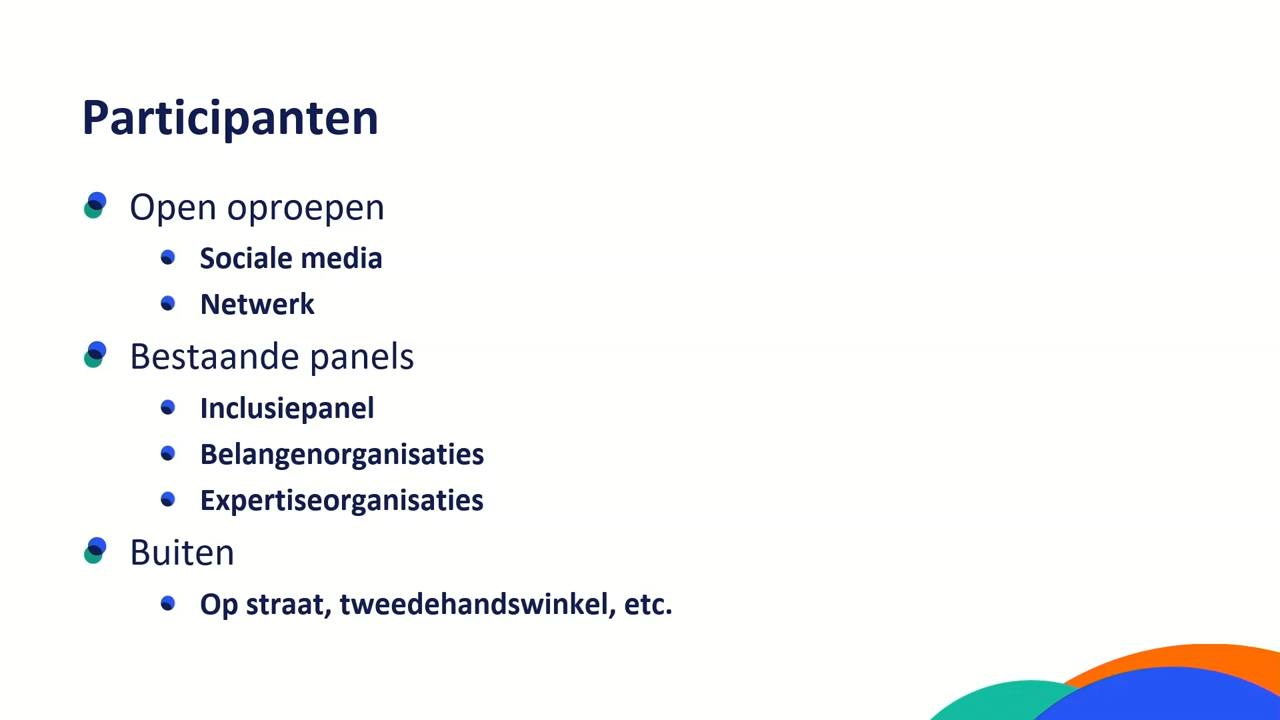 Participanten
Open oproepen
Sociale media
Netwerk
Bestaande panels
Inclusiepanel
Belangenorganisaties
Expertiseorganisaties
Buiten
Op straat, tweedehandswinkel, etc.